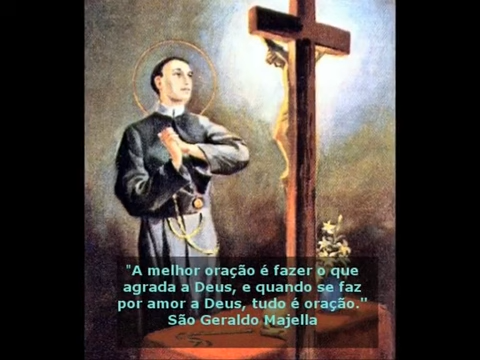 "A melhor oração é fazer o que
agrada a Deus, e quando se faz
por amor a Deus, tudo é oração."
São Geraldo Majella